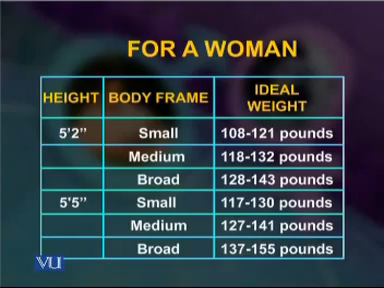 FOR A WOMAN
HEIGHT BODY FRAME IDEAL WEIGHT
5'2” Small 108-121 pounds
Medium 118-132 pounds
Broad 128-143 pounds
5'5” Small 117-130 pounds
Medium 127-141 pounds
Broad 137-155 pounds
VU